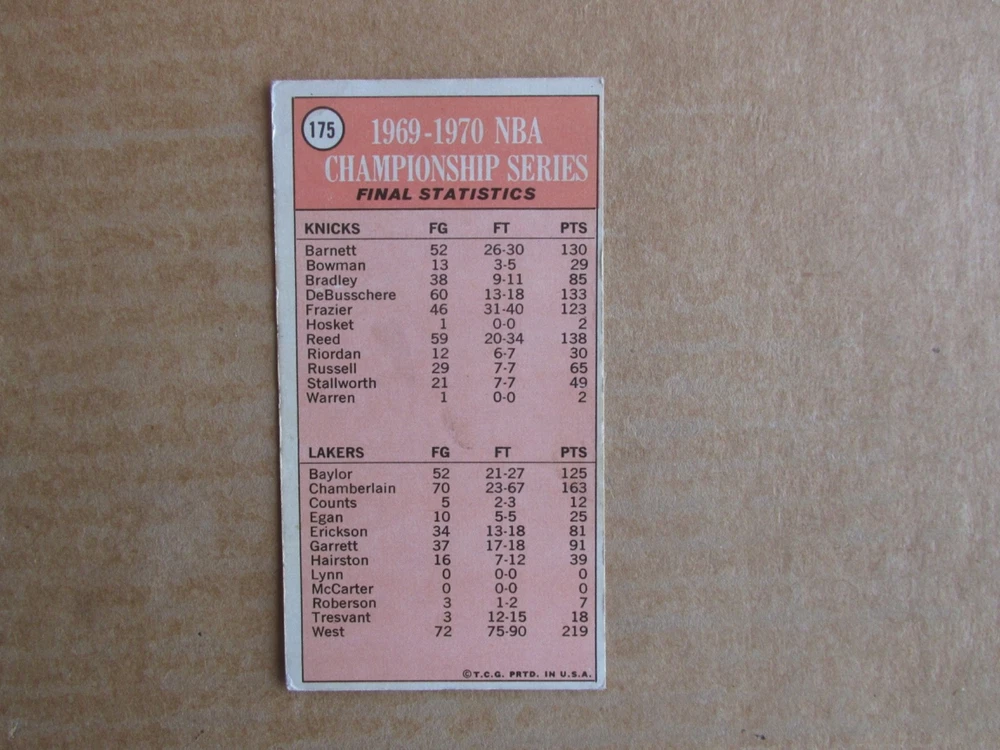 175
1969-1970 NBA
CHAMPIONSHIP SERIES
FINAL STATISTICS
KNICKS FG FT PTS
Barnett 52 26-30 130
Bowman 13 3-5 29
Bradley 38 9-11 85
DeBusschere 60 13-18 133
Frazier 46 31-40 123
Hosket 1 0-0 2
Reed 59 20-34 138
Riordan 12 6-7 30
Russell 29 7-7 65
Stallworth 21 7-7 49
Warren 1 0-0 2
LAKERS FG FT PTS
Baylor 52 21-27 125
Chamberlain 70 23-67 163
Counts 5 2-3 12
Egan 10 5-5 25
Erickson 34 13-18 81
Garrett 37 17-18 91
Hairston 16 7-12 39
Lynn 0 0-0 0
McCarter 0 0-0 0
Roberson 3 1-2 7
Tresvant 3 12-15 18
West 72 75-90 219
©T.C.G. PRTD. IN U.S.A.